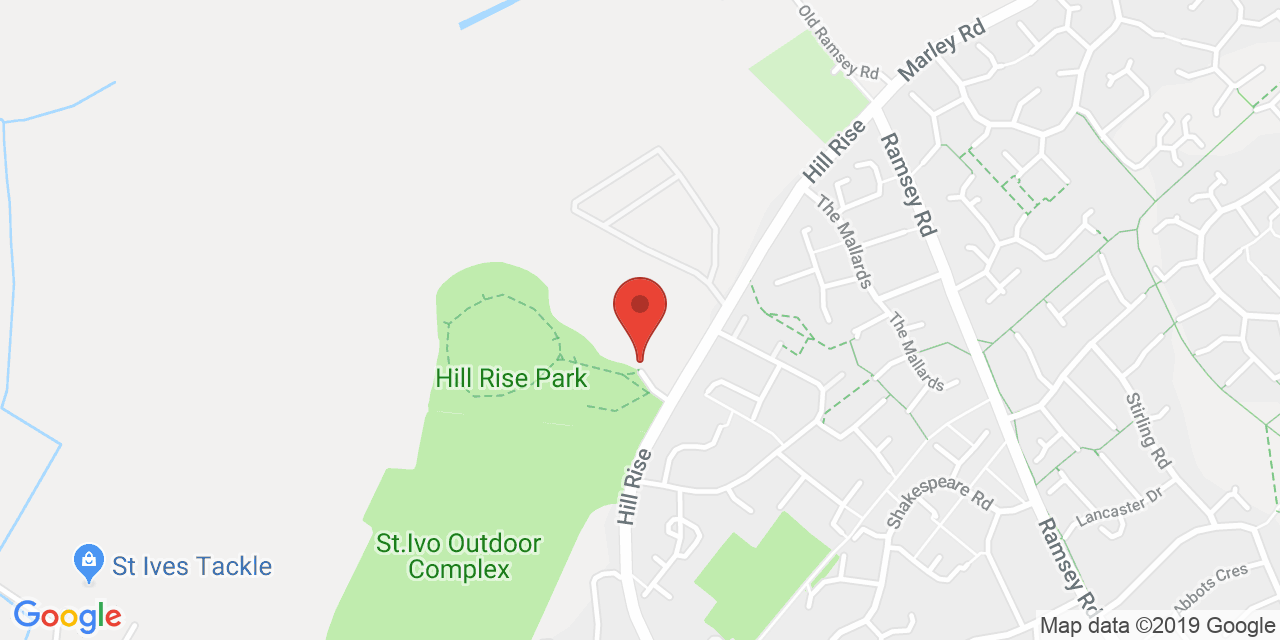 Old Ramsey Rd
Marley Rd
Hill Rise
Ramsey Rd
The Mallards
The Mallards
Hill Rise Park
Stirling Rd
Hill Rise
Shakespeare Rd
Lancaster Dr
St.Ivo Outdoor
Complex
Ramsey Rd
St Ives Tackle
Abbots Cres
Google
Map data ©2019 Google